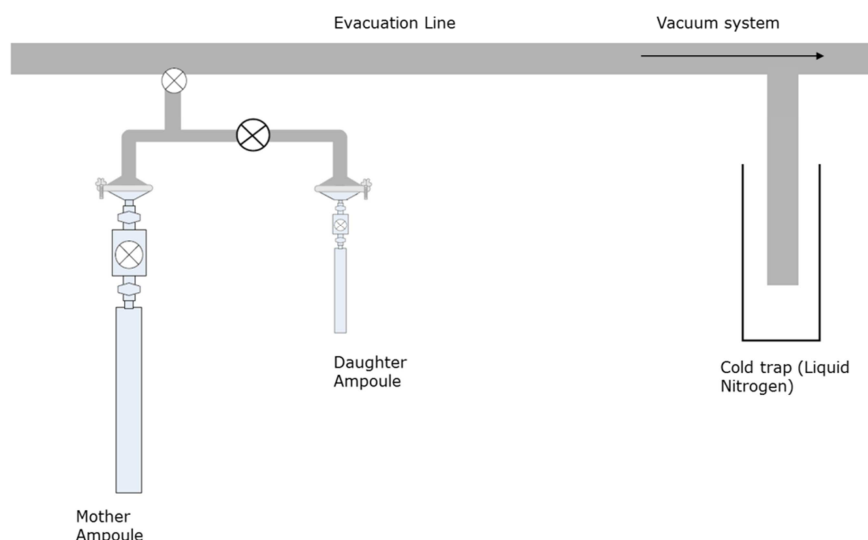 Evacuation Line
Vacuum system
Daughter
Ampoule
Cold trap (Liquid
Nitrogen)
Mother
Ampoule